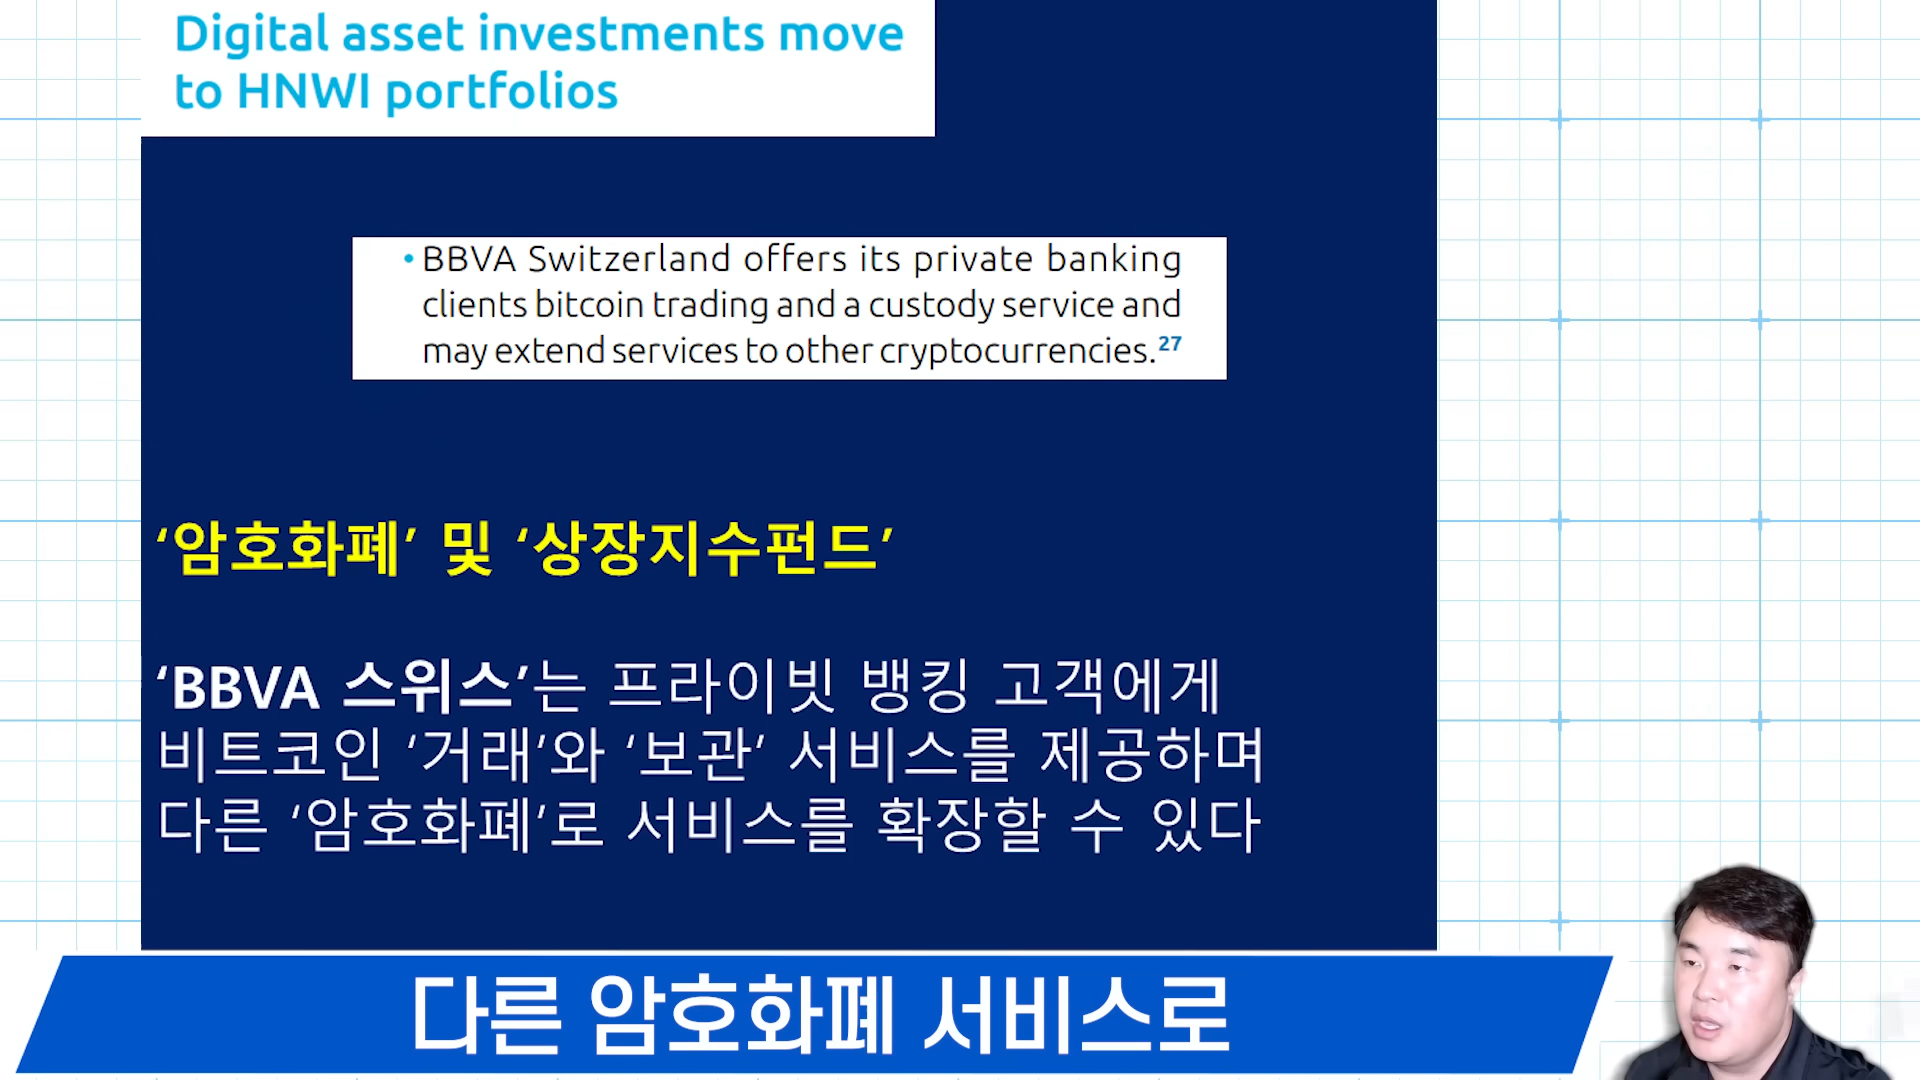 Digital asset investments move
to HNWI portfolios
• BBVA Switzerland offers its private banking
clients bitcoin trading and a custody service and
may extend services to other cryptocurrencies.27
‘암호화폐’ 및 ‘상장지수펀드’
‘BBVA 스위스’는 프라이빗 뱅킹 고객에게
비트코인 ‘거래’와 ‘보관’ 서비스를 제공하며
다른 ‘암호화폐’로 서비스를 확장할 수 있다
다른 암호화폐 서비스로